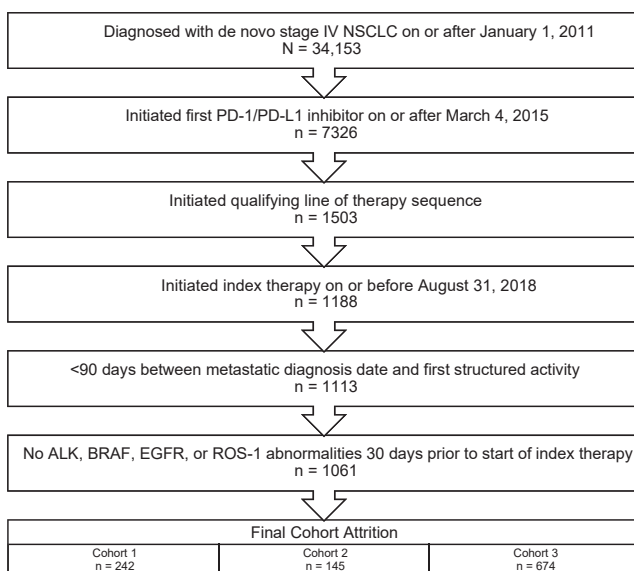 Diagnosed with de novo stage IV NSCLC on or after January 1, 2011
N = 34,153
Initiated first PD-1/PD-L1 inhibitor on or after March 4, 2015
n = 7326
Initiated qualifying line of therapy sequence
n = 1503
Initiated index therapy on or before August 31, 2018
n = 1188
<90 days between metastatic diagnosis date and first structured activity
n = 1113
No ALK, BRAF, EGFR, or ROS-1 abnormalities 30 days prior to start of index therapy
n = 1061
Final Cohort Attrition
Cohort 1
n = 242
Cohort 2
n = 145
Cohort 3
n = 674